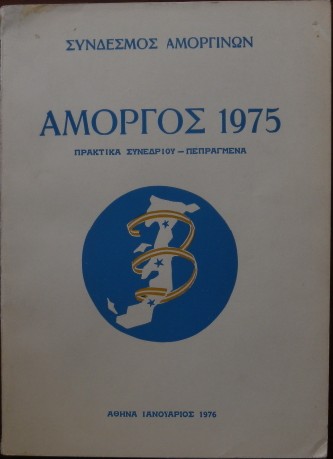 ΣΥΝΔΕΣΜΟΣ ΑΜΟΡΓΙΝΩΝ
ΑΜΟΡΓΟΣ 1975
ΠΡΑΚΤΙΚΑ ΣΥΝΕΔΡΙΟΥ – ΠΕΠΡΑΓΜΕΝΑ
ΑΘΗΝΑ ΙΑΝΟΥΑΡΙΟΣ 1976